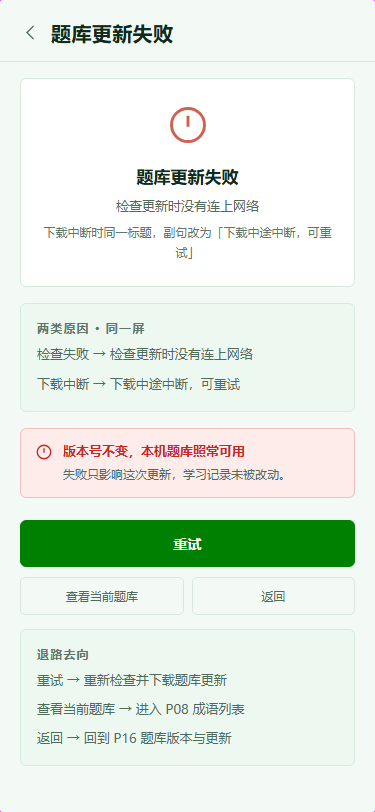 题库更新失败
题库更新失败
检查更新时没有连上网络
下载中断时同一标题，副句改为「下载中途中断，可重
试」
两类原因 · 同一屏
检查失败 → 检查更新时没有连上网络
下载中断 → 下载中途中断，可重试
版本号不变，本机题库照常可用
失败只影响这次更新，学习记录未被改动。
重试
查看当前题库
返回
退路去向
重试 → 重新检查并下载题库更新
查看当前题库 → 进入 P08 成语列表
返回 → 回到 P16 题库版本与更新